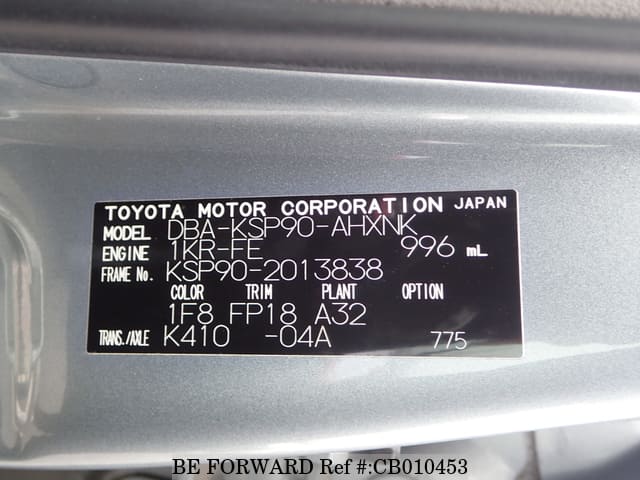 TOYOTA MOTOR CORPORATION JAPAN
MODEL DBA-KSP90-AHXNK
ENGINE 1KR-FE 996 mL
FRAME No. KSP90-2013838
COLOR TRIM PLANT OPTION
1F8 FP18 A32
TRANS./AXLE K410 -04A 775
BE FORWARD Ref #:CB010453